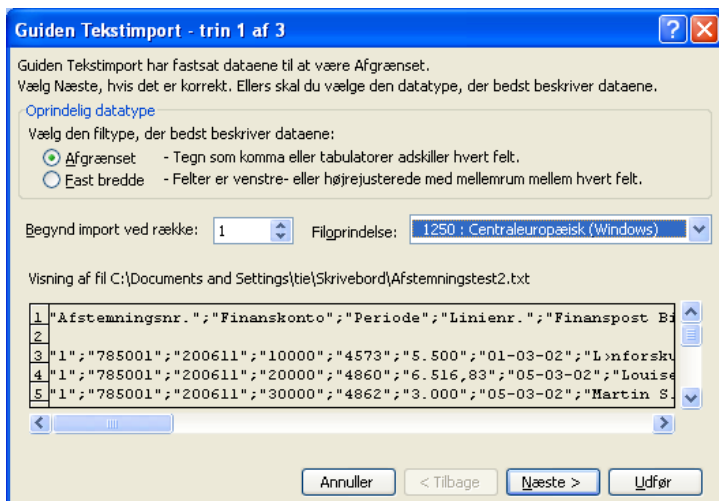 Guiden Tekstimport - trin 1 af 3
Guiden Tekstimport har fastsat dataene til at være Afgrænset.
Vælg Næste, hvis det er korrekt. Ellers skal du vælge den datatype, der bedst beskriver dataene.
Oprindelig datatype
Vælg den filtype, der bedst beskriver dataene:
Afgrænset - Tegn som komma eller tabulatorer adskiller hvert felt.
Fast bredde - Felter er venstre- eller højrejusterede med mellemrum mellem hvert felt.
Begynd import ved række: 1 Filoprindelse: 1250 : Centraleuropæisk (Windows)
Visning af fil C:\Documents and Settings\tie\Skrivebord\Afstemningstest2.txt
1 "Afstemningsnr.";"Finanskonto";"Periode";"Linienr.";"Finanspost Bi
2
3 "1";"785001";"200611";"10000";"4573";"5.500";"01-03-02";"L›nforsku
4 "1";"785001";"200611";"20000";"4860";"6.516,83";"05-03-02";"Louise
5 "1";"785001";"200611";"30000";"4862";"3.000";"05-03-02";"Martin S.
Annuller < Tilbage Næste > Udfør